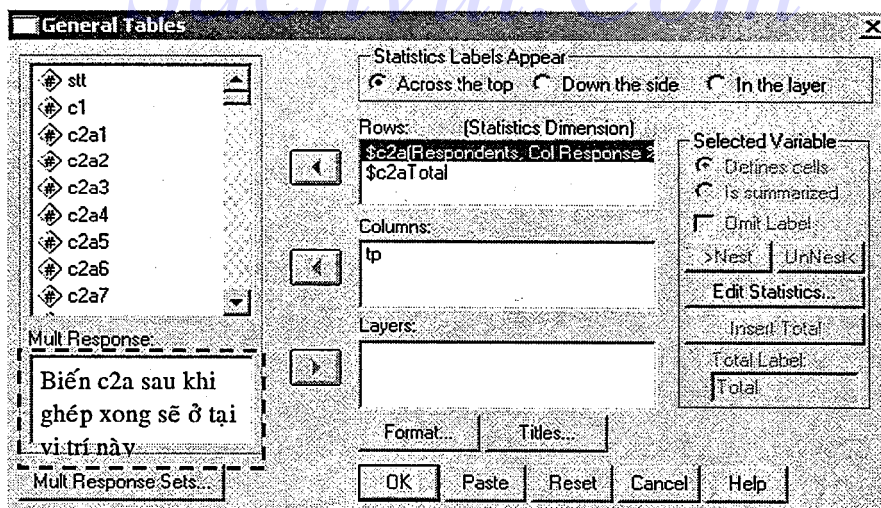 General Tables
stt
c1
c2a1
c2a2
c2a3
c2a4
c2a5
c2a6
c2a7
Mult Response:
Biến c2a sau khi
ghép xong sẽ ở tại
vị trí này
Mult Response Sets...
Statistics Labels Appear
Across the top Down the side In the layer
Rows: (Statistics Dimension)
$c2a(Respondents, Col Response
$c2aTotal
Columns:
tp
Layers:
Format... Titles...
Selected Variable
Defines cells
Is summarized
Omit Label
>Nest UnNest<
Edit Statistics...
Insert Total
Total Label:
Total
OK Paste Reset Cancel Help